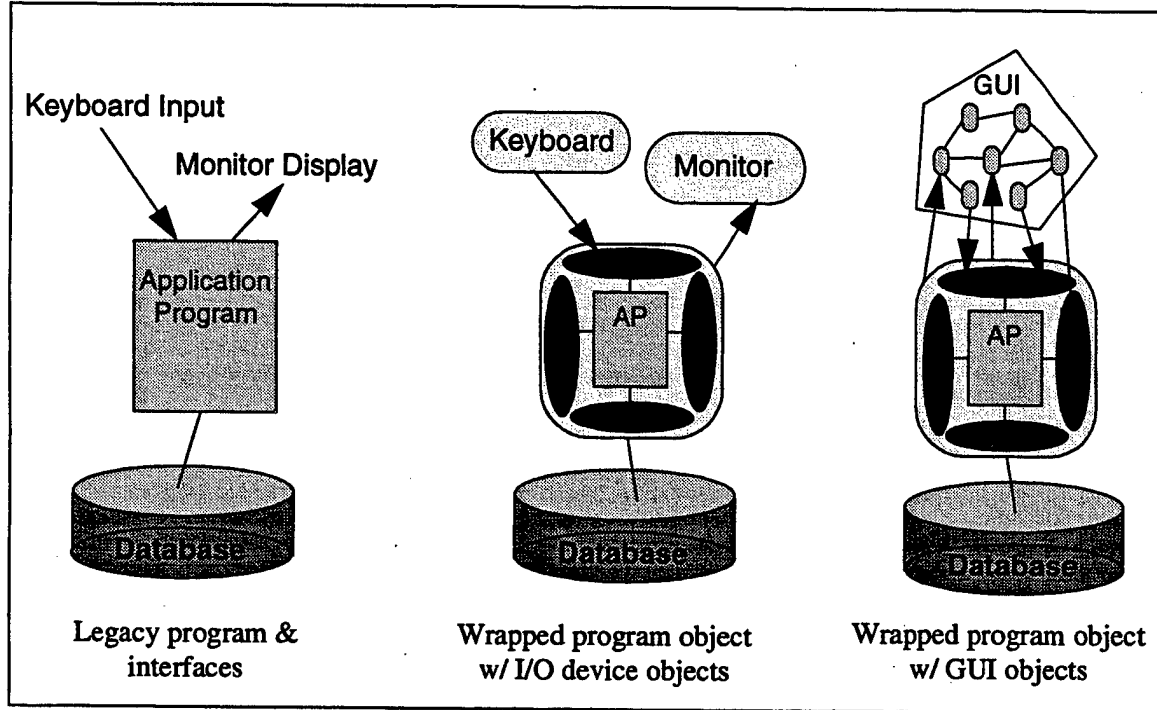 Keyboard Input
Monitor Display
Application
Program
Database
Legacy program &
interfaces
Keyboard
Monitor
AP
Database
Wrapped program object
w/ I/O device objects
GUI
AP
Database
Wrapped program object
w/ GUI objects